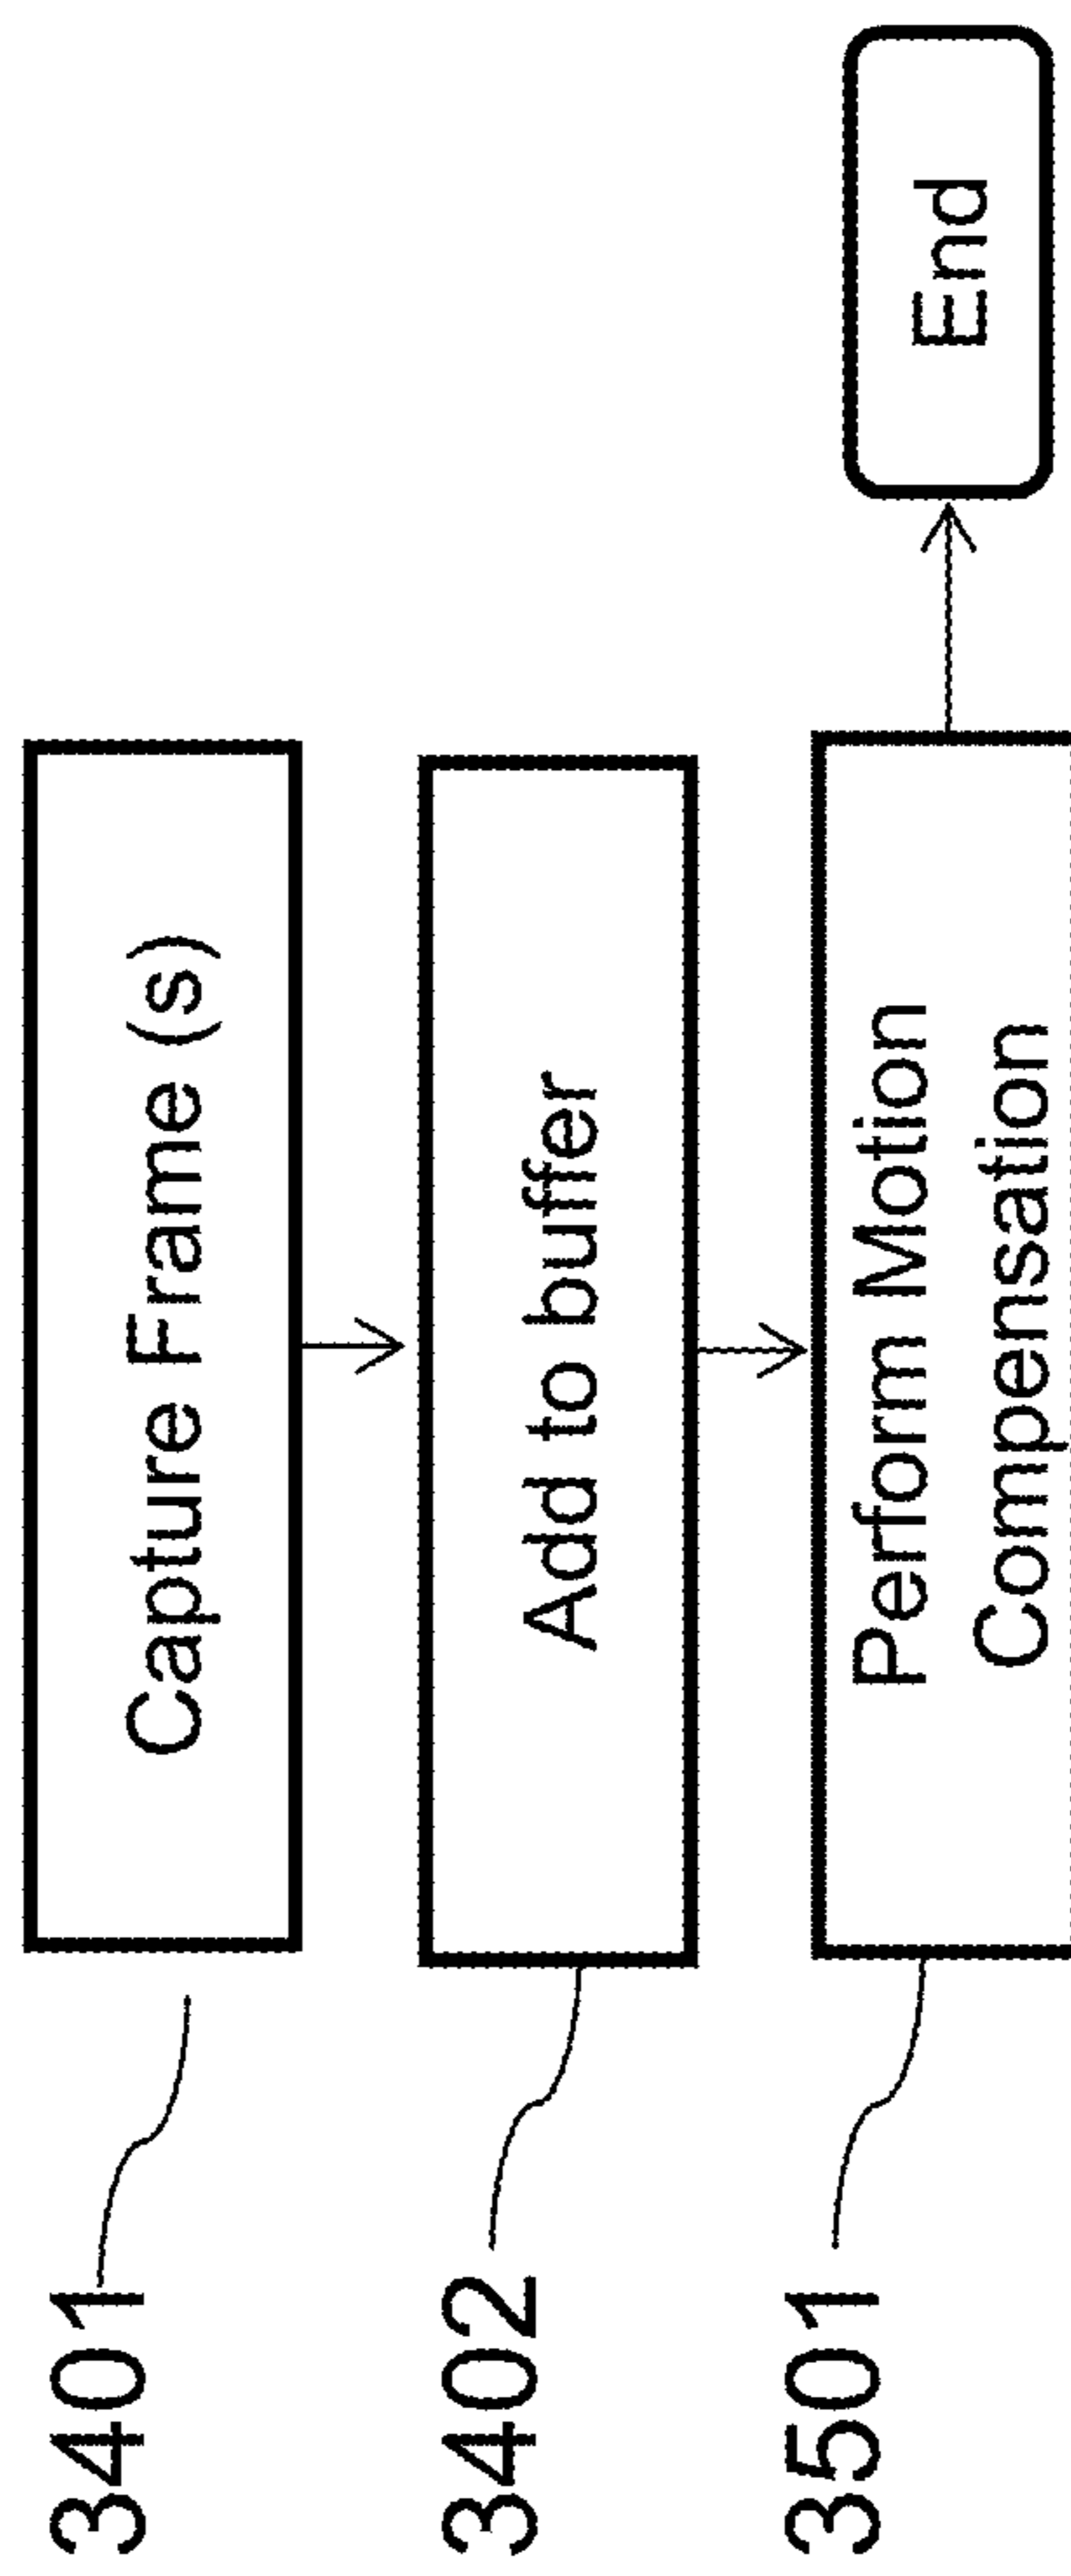 3401
Capture Frame (s)
3402
Add to buffer
3501
Perform Motion
Compensation
End